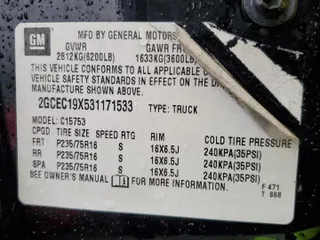 GM
MFD BY GENERAL MOTORS
GVWR GAWR FRT
2812KG(6200LB) 1633KG(3600LB)
THIS VEHICLE CONFORMS TO ALL APPLICABLE
VEHICLE SAFETY STANDARDS IN EFFECT ON THE DA
MANUFACTURE SHOWN ABOVE.
2GCEC19X531171533 TYPE: TRUCK
MODEL: C15753
CPGD TIRE SIZE SPEED RTG RIM COLD TIRE PRESSURE
FRT P235/75R16 S 16X6.5J 240KPA(35PSI)
RR P235/75R16 S 16X6.5J 240KPA(35PSI)
SPA P235/75R16 S 16X6.5J 240KPA(35PSI)
SEE OWNER'S MANUAL FOR MORE INFORMATION
F 471
T 668